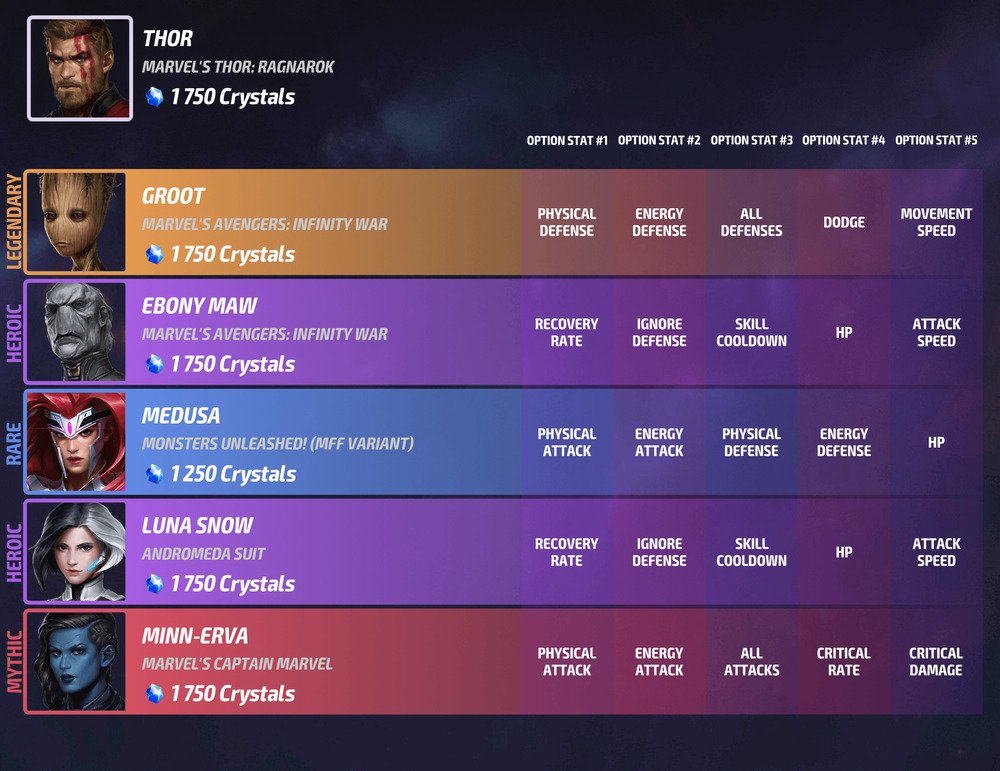 THOR
MARVEL'S THOR: RAGNAROK
1 750 Crystals
OPTION STAT #1 OPTION STAT #2 OPTION STAT #3 OPTION STAT #4 OPTION STAT #5
LEGENDARY
GROOT
MARVEL'S AVENGERS: INFINITY WAR
1 750 Crystals
PHYSICAL
DEFENSE
ENERGY
DEFENSE
ALL
DEFENSES
DODGE
MOVEMENT
SPEED
HEROIC
EBONY MAW
MARVEL'S AVENGERS: INFINITY WAR
1 750 Crystals
RECOVERY
RATE
IGNORE
DEFENSE
SKILL
COOLDOWN
HP
ATTACK
SPEED
RARE
MEDUSA
MONSTERS UNLEASHED! (MFF VARIANT)
1 250 Crystals
PHYSICAL
ATTACK
ENERGY
ATTACK
PHYSICAL
DEFENSE
ENERGY
DEFENSE
HP
HEROIC
LUNA SNOW
ANDROMEDA SUIT
1 750 Crystals
RECOVERY
RATE
IGNORE
DEFENSE
SKILL
COOLDOWN
HP
ATTACK
SPEED
MYTHIC
MINN-ERVA
MARVEL'S CAPTAIN MARVEL
1 750 Crystals
PHYSICAL
ATTACK
ENERGY
ATTACK
ALL
ATTACKS
CRITICAL
RATE
CRITICAL
DAMAGE